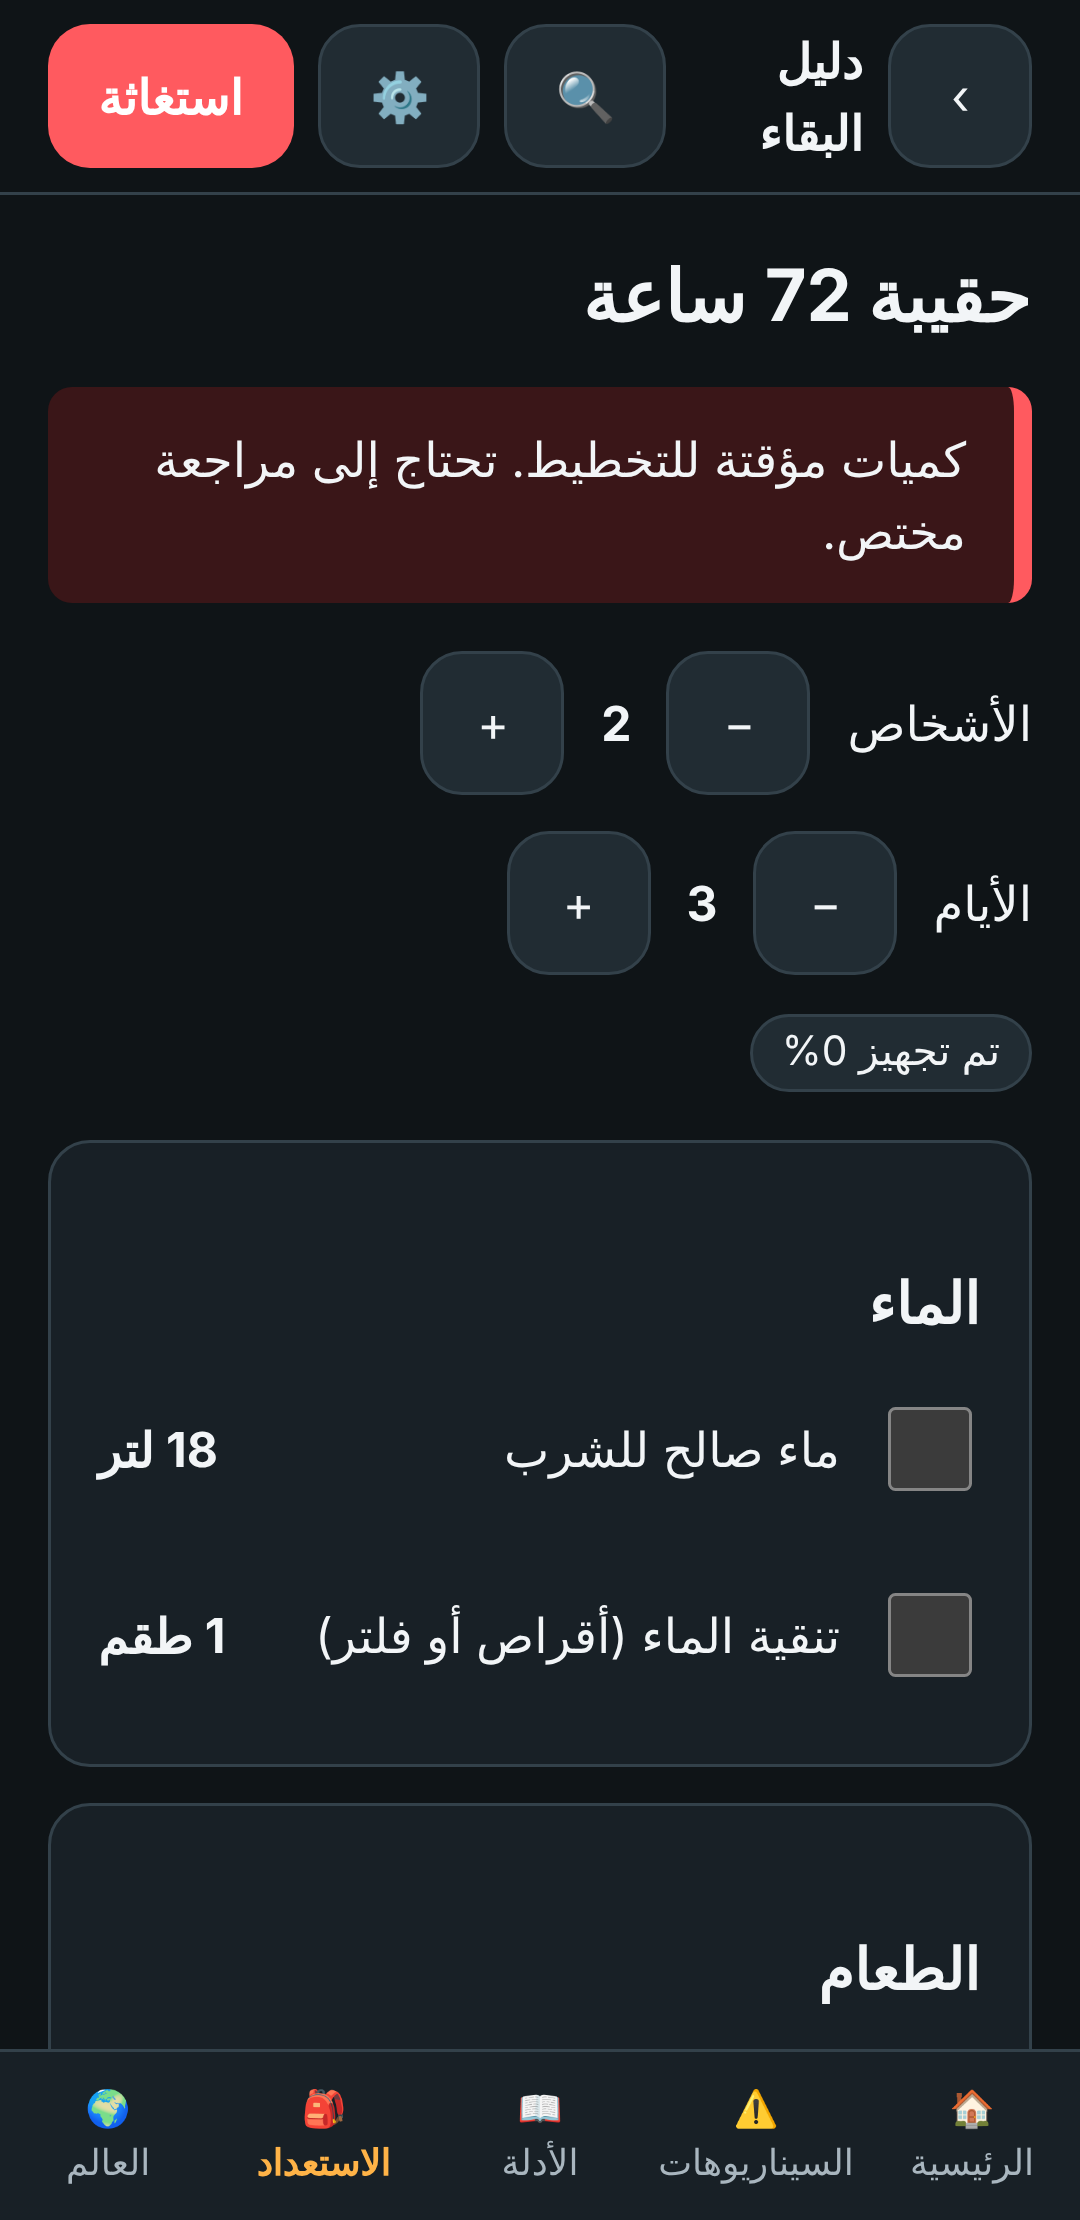 ›
دليل
البقاء
استغاثة
حقيبة 72 ساعة
كميات مؤقتة للتخطيط. تحتاج إلى مراجعة
مختص.
الأشخاص − 2 +
الأيام − 3 +
تم تجهيز 0%
الماء
ماء صالح للشرب 18 لتر
تنقية الماء (أقراص أو فلتر) 1 طقم
الطعام
الرئيسية السيناريوهات الأدلة الاستعداد العالم